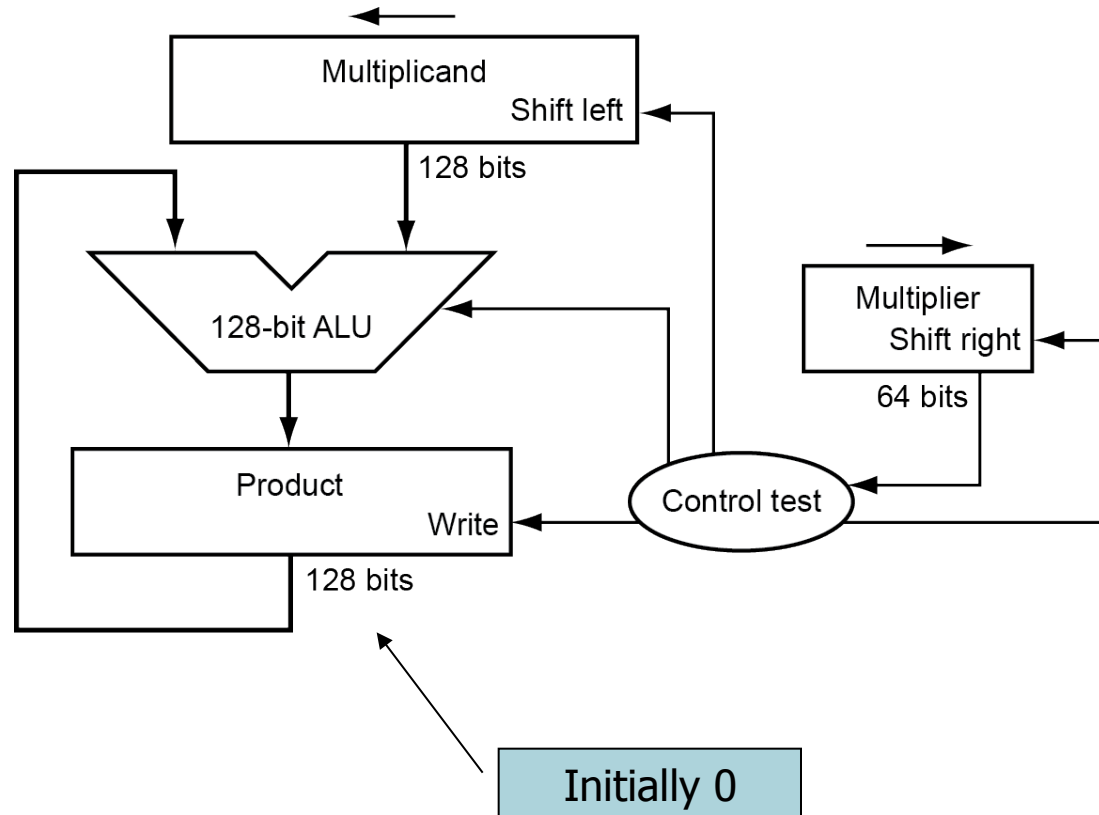 Multiplicand
Shift left
128 bits
128-bit ALU
Multiplier
Shift right
64 bits
Product
Write
Control test
128 bits
Initially 0